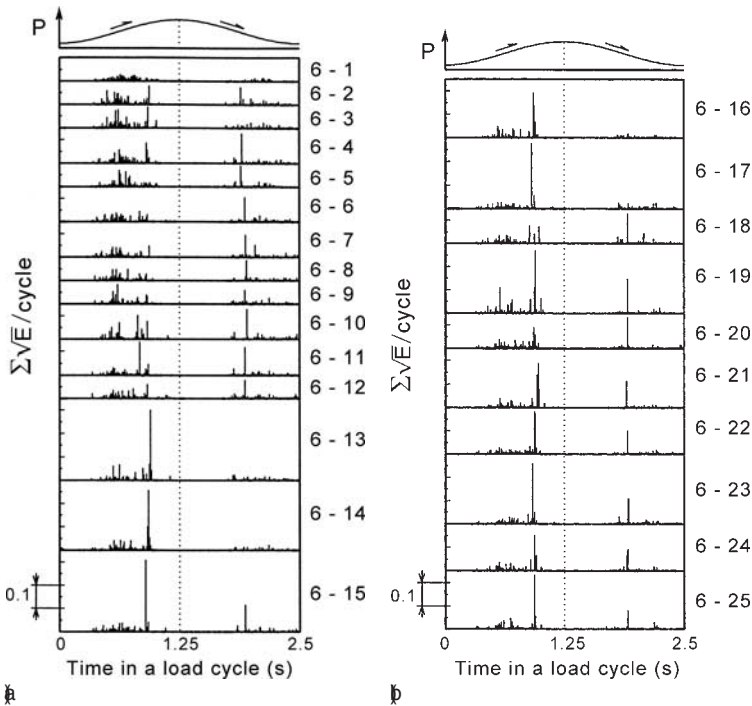 P
6 - 1
6 - 2
6 - 3
6 - 4
6 - 5
6 - 6
6 - 7
6 - 8
6 - 9
6 - 10
6 - 11
6 - 12
6 - 13
6 - 14
6 - 15
Σ√E/cycle
0.1
0 1.25 2.5
Time in a load cycle (s)
a)
P
6 - 16
6 - 17
6 - 18
6 - 19
6 - 20
6 - 21
6 - 22
6 - 23
6 - 24
6 - 25
Σ√E/cycle
0.1
0 1.25 2.5
Time in a load cycle (s)
b)